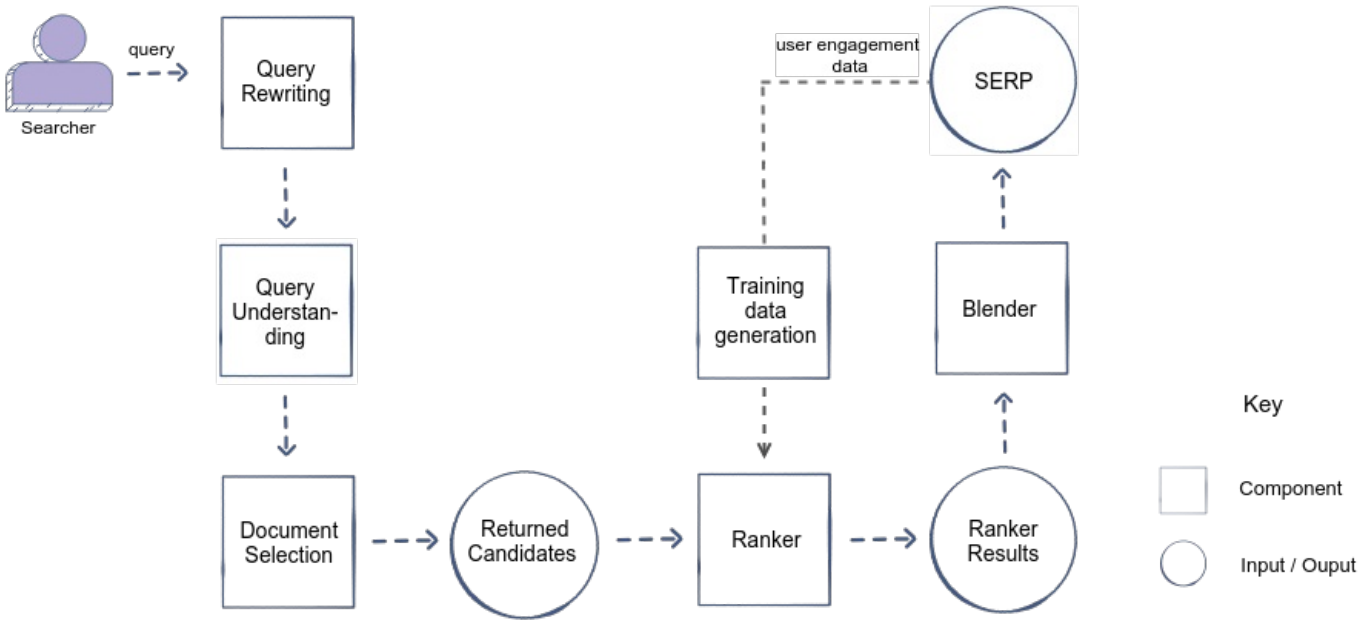 query
Searcher
Query
Rewriting
user engagement
data
SERP
Query
Understan-
ding
Training
data
generation
Blender
Document
Selection
Returned
Candidates
Ranker
Ranker
Results
Key
Component
Input / Ouput